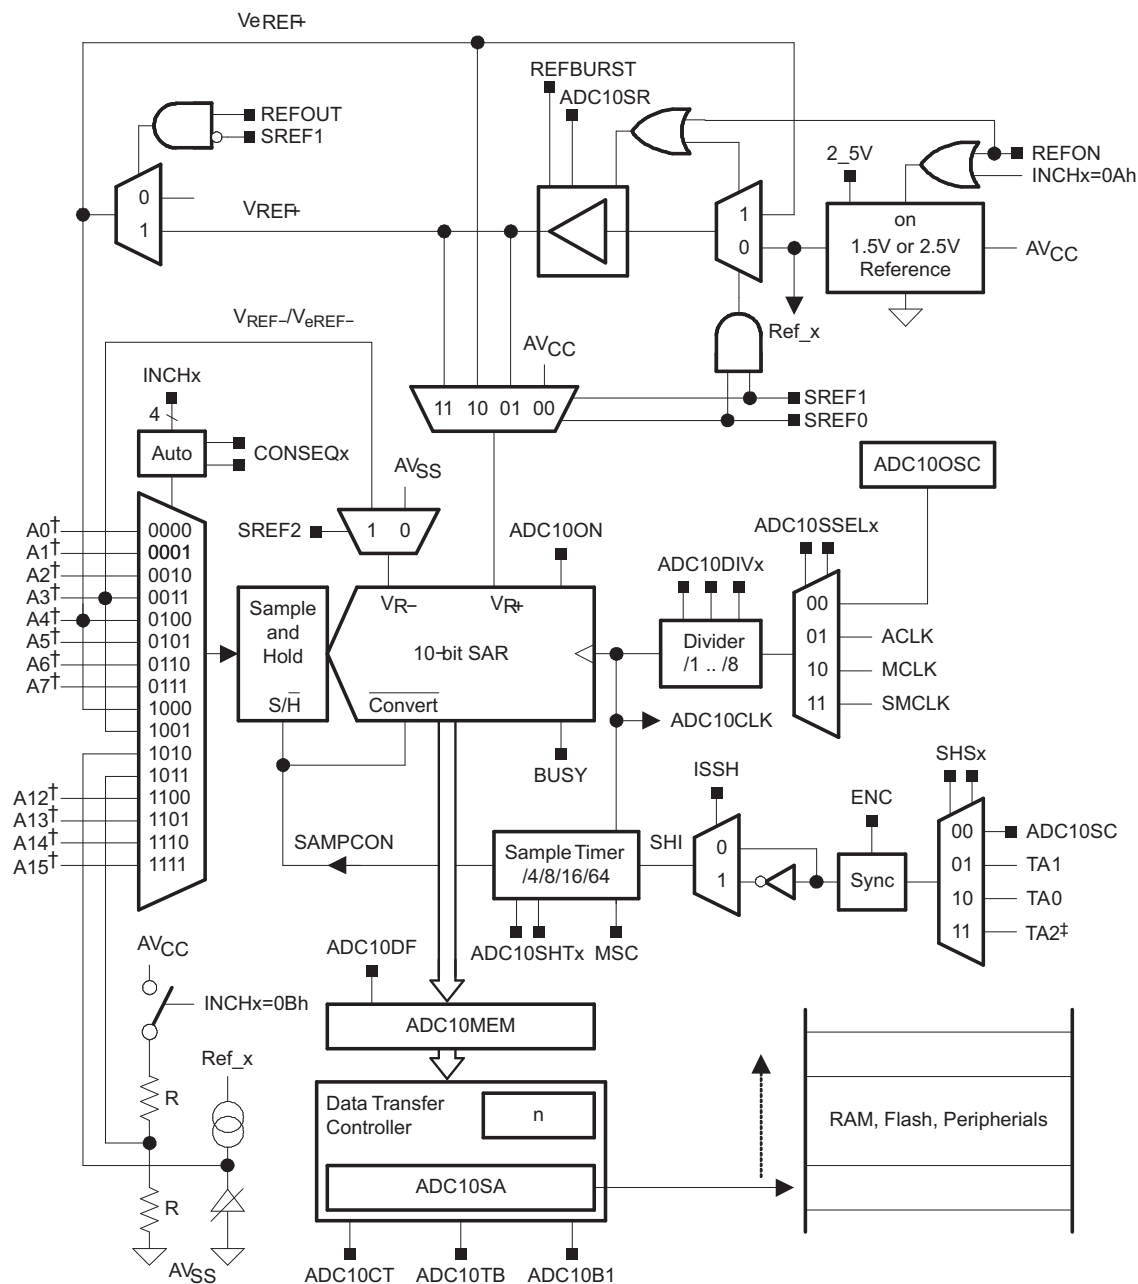 VeREF+
REFBURST
ADC10SR
REFOUT
SREF1
2_5V
REFON
INCHx=0Ah
0
1
VREF+
1
0
on
1.5V or 2.5V
Reference
AVCC
VREF−/VeREF−
Ref_x
AVCC
INCHx
4
11 10 01 00
SREF1
SREF0
Auto
CONSEQx
AVSS
ADC10OSC
SREF2
1 0
ADC10ON
ADC10SSELx
ADC10DIVx
A0†
A1†
A2†
A3†
A4†
A5†
A6†
A7†
A12†
A13†
A14†
A15†
0000
0001
0010
0011
0100
0101
0110
0111
1000
1001
1010
1011
1100
1101
1110
1111
Sample
and
Hold
S/H̅
VR−
VR+
10−bit SAR
Convert
Divider
/1 .. /8
00
01
10
11
ACLK
MCLK
SMCLK
ADC10CLK
BUSY
ISSH
ENC
SHSx
SAMPCON
Sample Timer
/4/8/16/64
SHI
0
1
Sync
00
01
10
11
ADC10SC
TA1
TA0
TA2‡
ADC10SHTx
MSC
ADC10DF
AVCC
INCHx=0Bh
ADC10MEM
Ref_x
R
R
AVSS
Data Transfer
Controller
n
ADC10SA
RAM, Flash, Peripherials
ADC10CT
ADC10TB
ADC10B1